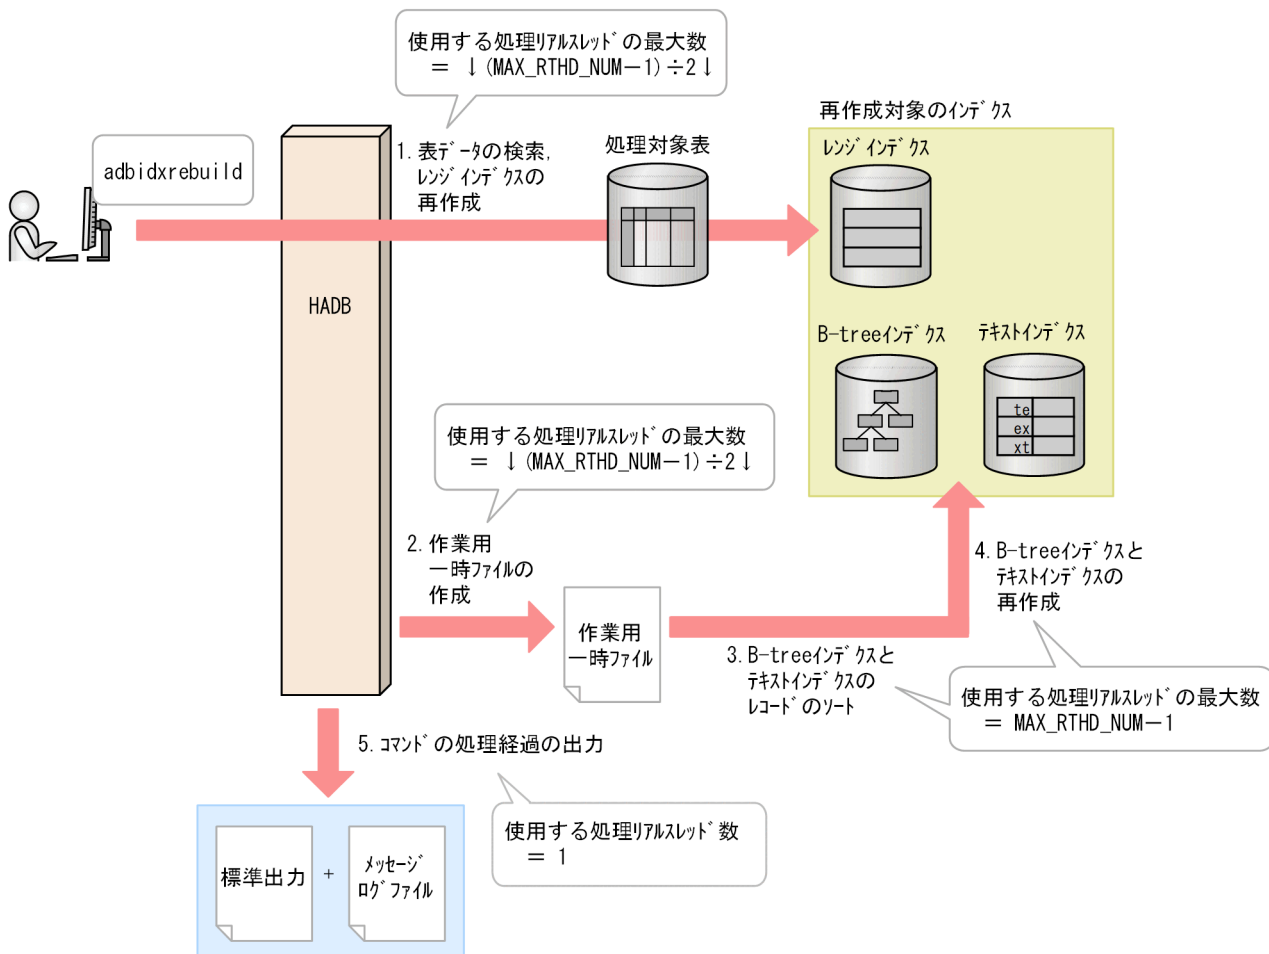 使用する処理リアルスレッドの最大数
= ↓(MAX_RTHD_NUM-1)÷2↓
adbidxrebuild
1. 表データの検索,
レンジインデクスの
再作成
処理対象表
再作成対象のインデクス
レンジインデクス
HADB
B-treeインデクス
テキストインデクス
te
ex
xt
使用する処理リアルスレッドの最大数
= ↓(MAX_RTHD_NUM-1)÷2↓
2. 作業用
一時ファイルの
作成
作業用
一時ファイル
3. B-treeインデクスと
テキストインデクスの
レコードのソート
4. B-treeインデクスと
テキストインデクスの
再作成
使用する処理リアルスレッドの最大数
= MAX_RTHD_NUM-1
5. コマンドの処理経過の出力
使用する処理リアルスレッド数
= 1
標準出力
+
メッセージ
ログファイル